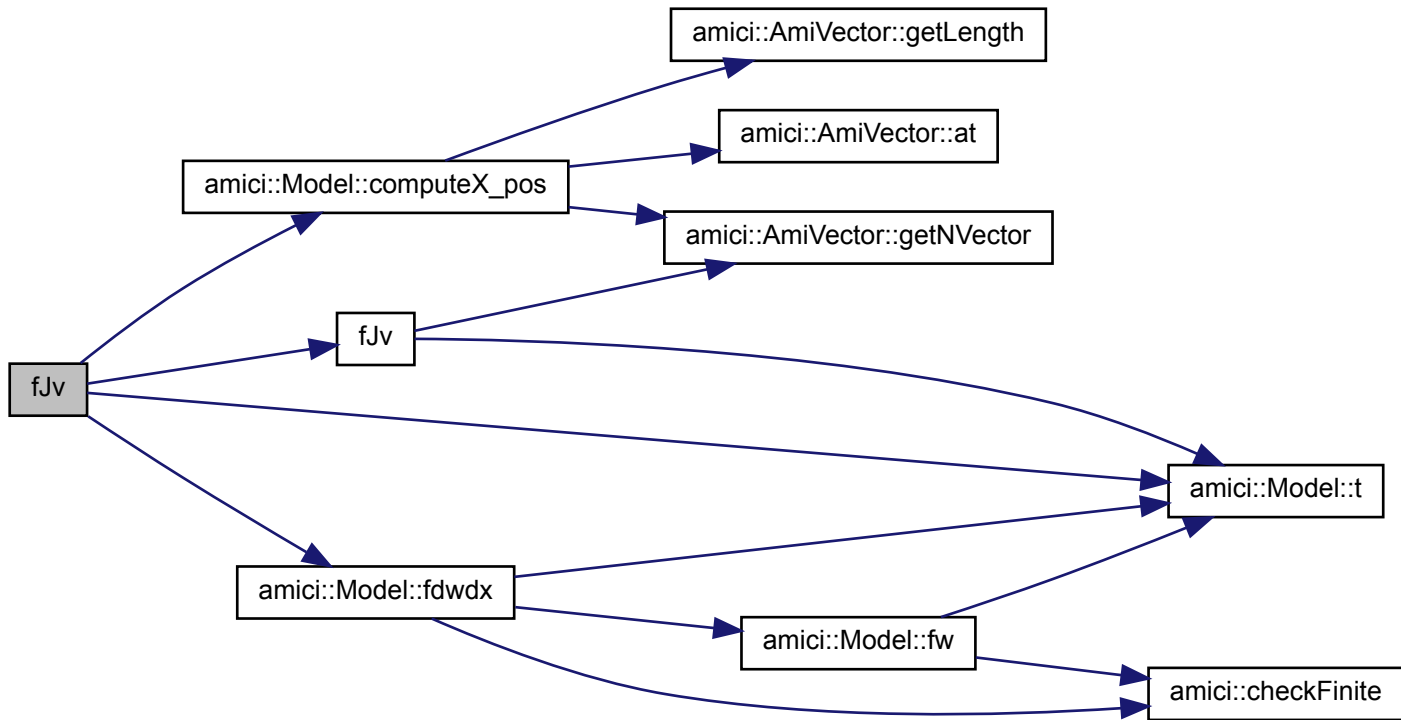 amici::AmiVector::getLength
amici::AmiVector::at
amici::Model::computeX_pos
amici::AmiVector::getNVector
fJv
fJv
amici::Model::t
amici::Model::fdwdx
amici::Model::fw
amici::checkFinite